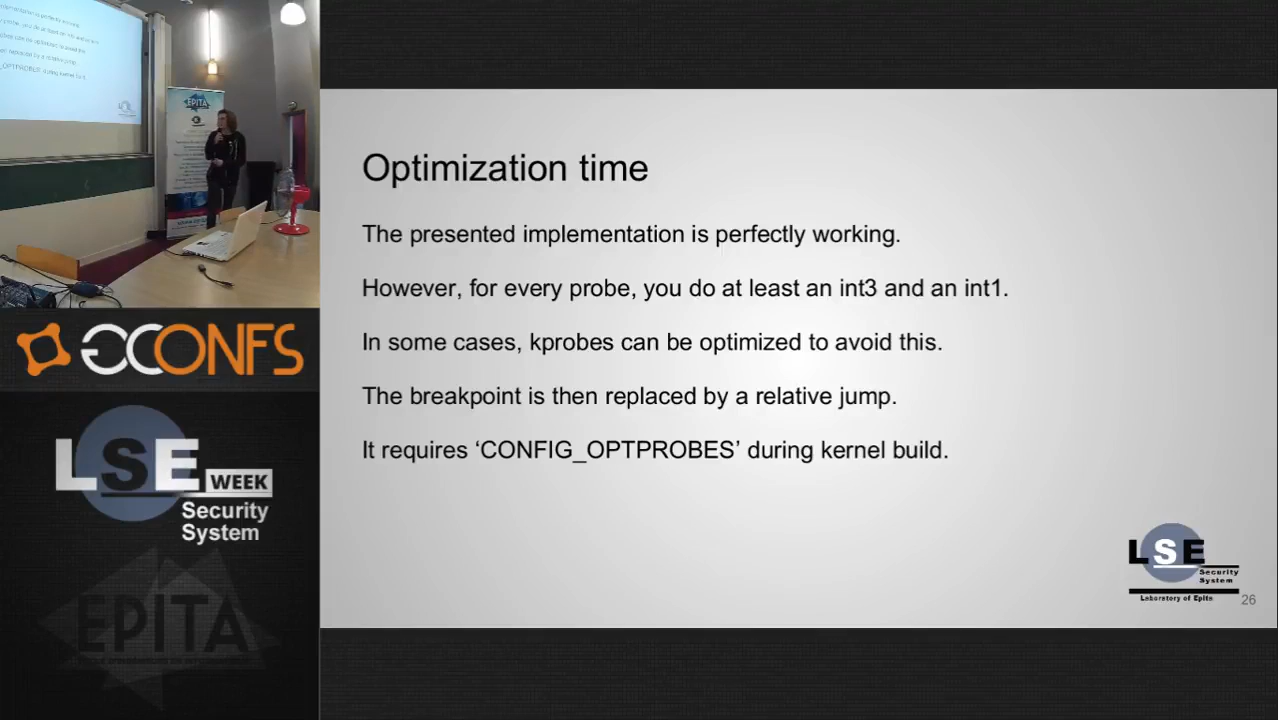 Optimization time
The presented implementation is perfectly working.
However, for every probe, you do at least an int3 and an int1.
In some cases, kprobes can be optimized to avoid this.
The breakpoint is then replaced by a relative jump.
It requires ‘CONFIG_OPTPROBES’ during kernel build.
LSE
Security
System
Laboratory of Epita
26
EPITA
GCONFS
LSE WEEK
Security
System
EPITA